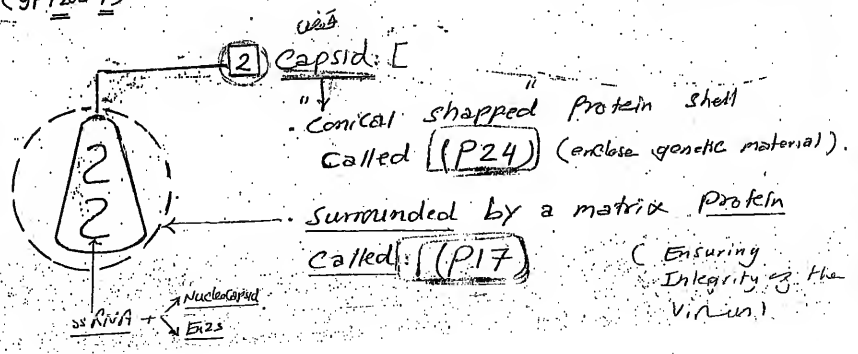 2 Capsid: [
. Conical shapped Protein shell
Called (P24) (enclose genetic material).
. Surrounded by a matrix Protein
Called: (P17)
( Ensuring
Integrity of the
Virus)
ss RNA + Nucleocapsid
Enzs